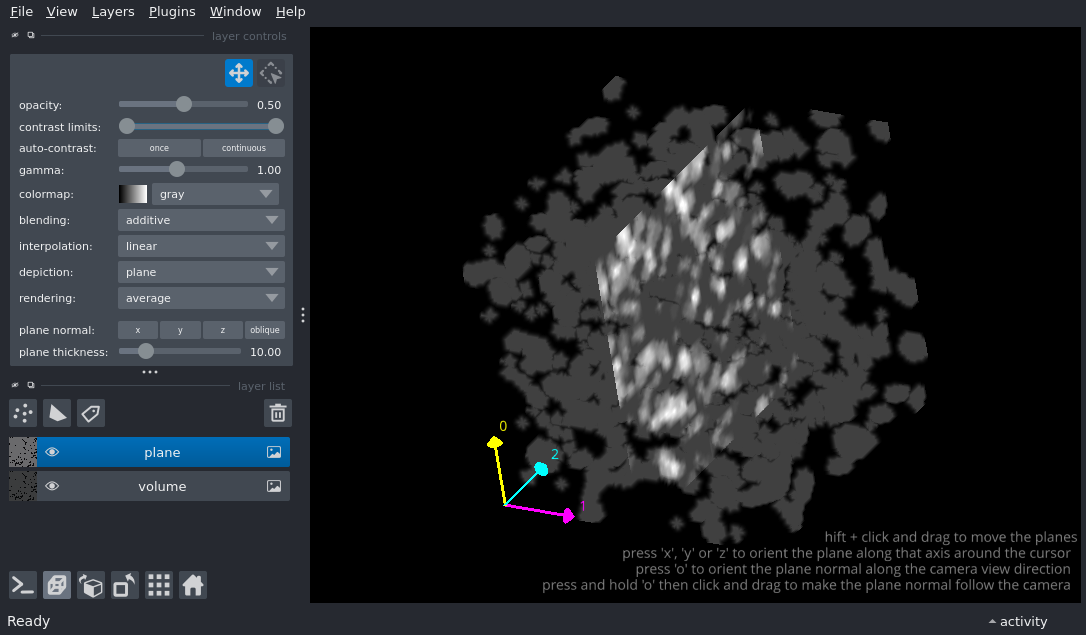 File View Layers Plugins Window Help
layer controls
opacity: 0.50
contrast limits:
auto-contrast: once continuous
gamma: 1.00
colormap: gray
blending: additive
interpolation: linear
depiction: plane
rendering: average
plane normal: x y z oblique
plane thickness: 10.00
layer list
plane
volume
0
2
1
hift + click and drag to move the planes
press 'x', 'y' or 'z' to orient the plane along that axis around the cursor
press 'o' to orient the plane normal along the camera view direction
press and hold 'o' then click and drag to make the plane normal follow the camera
Ready
activity